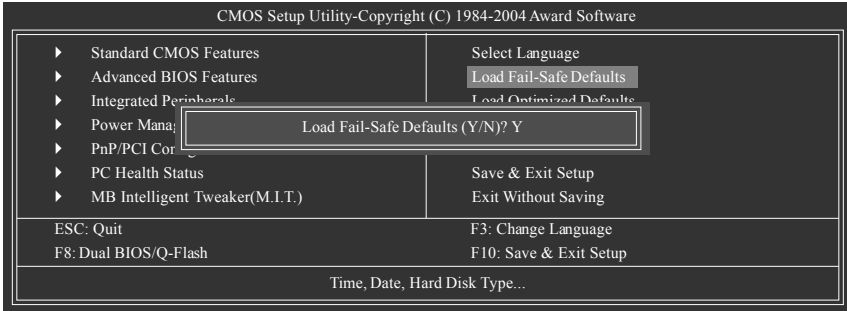 CMOS Setup Utility-Copyright (C) 1984-2004 Award Software
Standard CMOS Features
Advanced BIOS Features
Integrated Peripherals
Power
PnP/PCI
PC Health Status
MB Intelligent Tweaker(M.I.T.)
Select Language
Load Fail-Safe Defaults
Load Optimized Defaults
Save & Exit Setup
Exit Without Saving
Load Fail-Safe Defaults (Y/N)? Y
ESC: Quit
F3: Change Language
F8: Dual BIOS/Q-Flash
F10: Save & Exit Setup
Time, Date, Hard Disk Type...